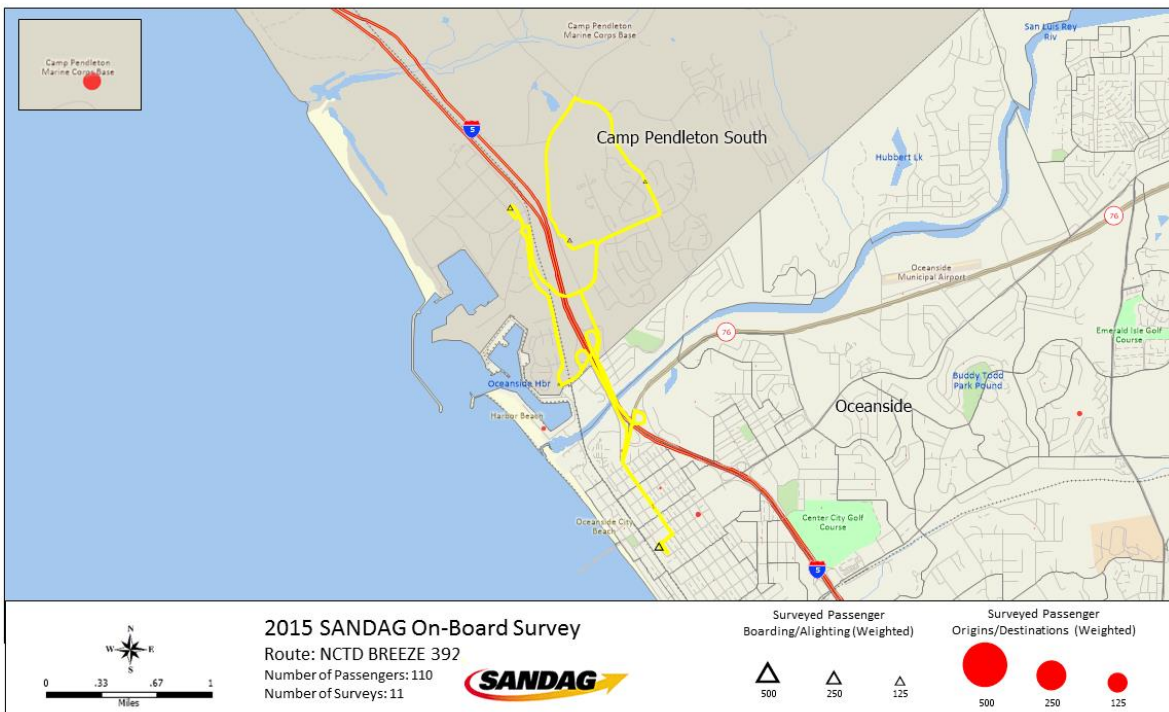 Camp Pendleton
Marine Corps Base
Camp Pendleton
Marine Corps Base
San Luis Rey
Riv
5
Camp Pendleton South
Hubbert Lk
76
Oceanside
Municipal Airport
76
Emerald Isle Golf
Course
Oceanside Hbr
Buddy Todd
Park Pound
Harbor Beach
Oceanside
Oceanside City
Beach
Center City Golf
Course
5
N
W E
S
0 .33 .67 1
Miles
2015 SANDAG On-Board Survey
Route: NCTD BREEZE 392
Number of Passengers: 110
Number of Surveys: 11
SANDAG
Surveyed Passenger
Boarding/Alighting (Weighted)
500 250 125
Surveyed Passenger
Origins/Destinations (Weighted)
500 250 125